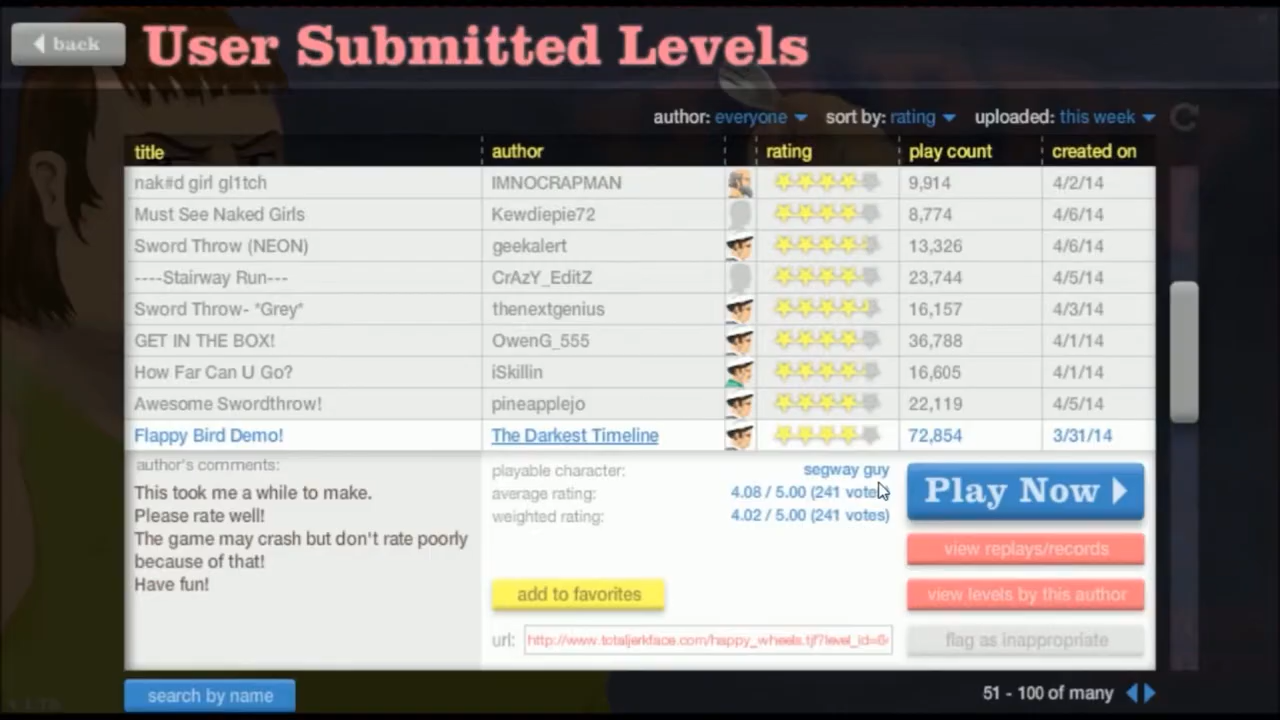 back
User Submitted Levels
author: everyone sort by: rating uploaded: this week
title author rating play count created on
nak#d girl gl1tch IMNOCRAPMAN 9,914 4/2/14
Must See Naked Girls Kewdiepie72 8,774 4/6/14
Sword Throw (NEON) geekalert 13,326 4/6/14
----Stairway Run--- CrAzY_EditZ 23,744 4/5/14
Sword Throw- *Grey* thenextgenius 16,157 4/3/14
GET IN THE BOX! OwenG_555 36,788 4/1/14
How Far Can U Go? iSkillin 16,605 4/1/14
Awesome Swordthrow! pineapplejo 22,119 4/5/14
Flappy Bird Demo! The Darkest Timeline 72,854 3/31/14
author's comments:
This took me a while to make.
Please rate well!
The game may crash but don't rate poorly
because of that!
Have fun!
playable character: segway guy
average rating: 4.08 / 5.00 (241 votes)
weighted rating: 4.02 / 5.00 (241 votes)
add to favorites
url: http://www.totaljerkface.com/happy_wheels.tjf?level_id=6
Play Now
view replays/records
view levels by this author
flag as inappropriate
search by name
51 - 100 of many